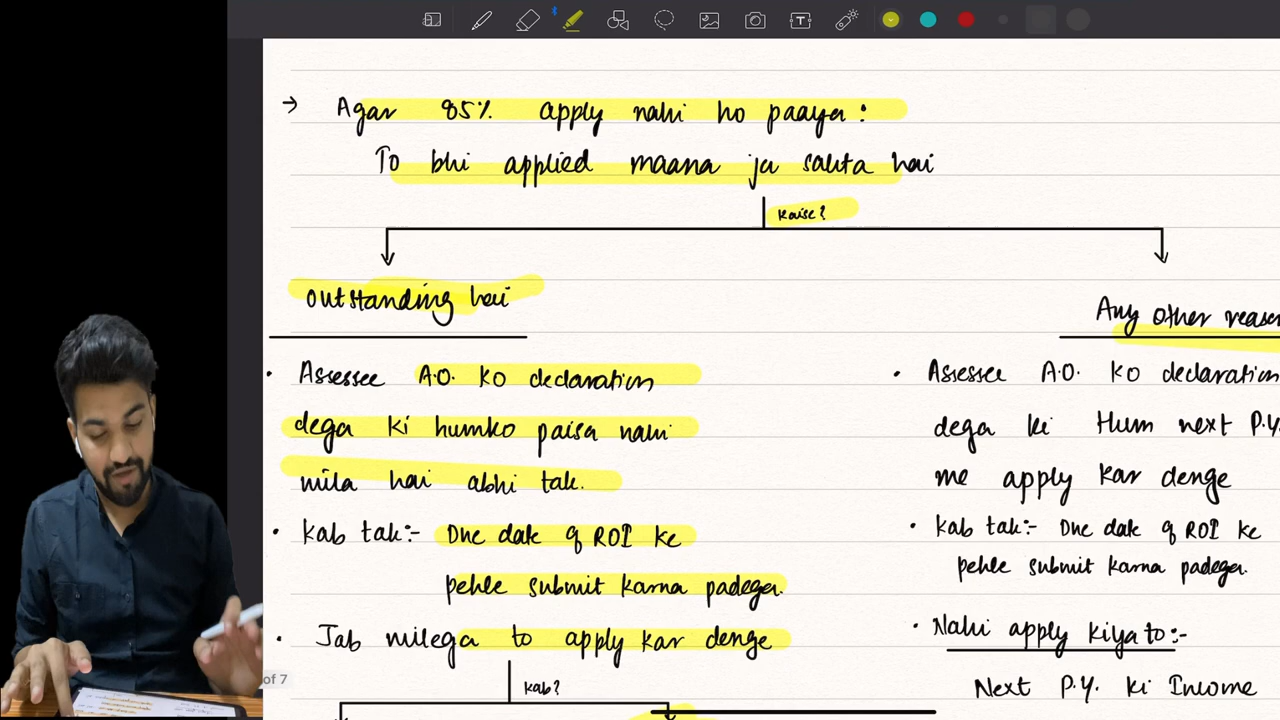 → Agar 85% apply nahi ho paaya :
To bhi applied maana ja sakta hai
Kaise?
Outstanding hai
• Assessee A.O. ko declaration
dega ki humko paisa nahi
mila hai abhi tak.
• Kab tak:- Due date of ROI ke
pehle submit karna padega.
• Jab milega to apply kar denge
Kab?
Any other reason
• Assessee A.O. ko declaration
dega ki Hum next P.Y.
me apply kar denge
• Kab tak:- Due date of ROI ke
pehle submit karna padega.
• Nahi apply kiya to:-
Next P.Y. ki Income
of 7